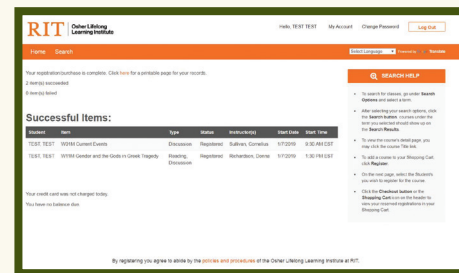 RIT Osher Lifelong Learning Institute
Hello, TEST TEST My Account Change Password Log Out
Home Search
Select Language Powered by Translate
Your registration/purchase is complete. Click here for a printable page for your records.
2 item(s) succeeded
0 item(s) failed
Successful Items:
Student Item Type Status Instructor(s) Start Date Start Time
TEST, TEST W01M Current Events Discussion Registered Sullivan, Cornelius 1/7/2019 9:30 AM EST
TEST, TEST W01M Gender and the Gods in Greek Tragedy Reading, Discussion Registered Richardson, Donna 1/7/2019 1:30 PM EST
Your credit card was not charged today.
You have no balance due.
SEARCH HELP
To search for classes, go under Search Options and select a term.
After selecting your search options, click the Search button. courses under the term you selected should show up on the Search Results.
To view the course's detail page, you may click the course Title link.
To add a course to your Shopping Cart, click Register.
On the next page, select the Student/s you wish to register for the course.
Click the Checkout button or the Shopping Cart icon on the header to view your reserved registrations in your Shopping Cart.
By registering you agree to abide by the policies and procedures of the Osher Lifelong Learning Institute at RIT.